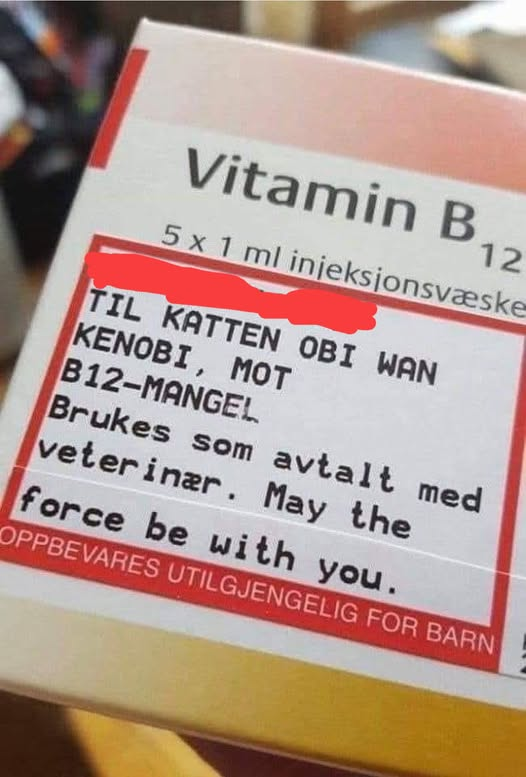 Vitamin B12
5 x 1 ml injeksjonsvæske
TIL KATTEN OBI WAN
KENOBI, MOT
B12-MANGEL
Brukes som avtalt med
veterinær. May the
force be with you.
OPPBEVARES UTILGJENGELIG FOR BARN